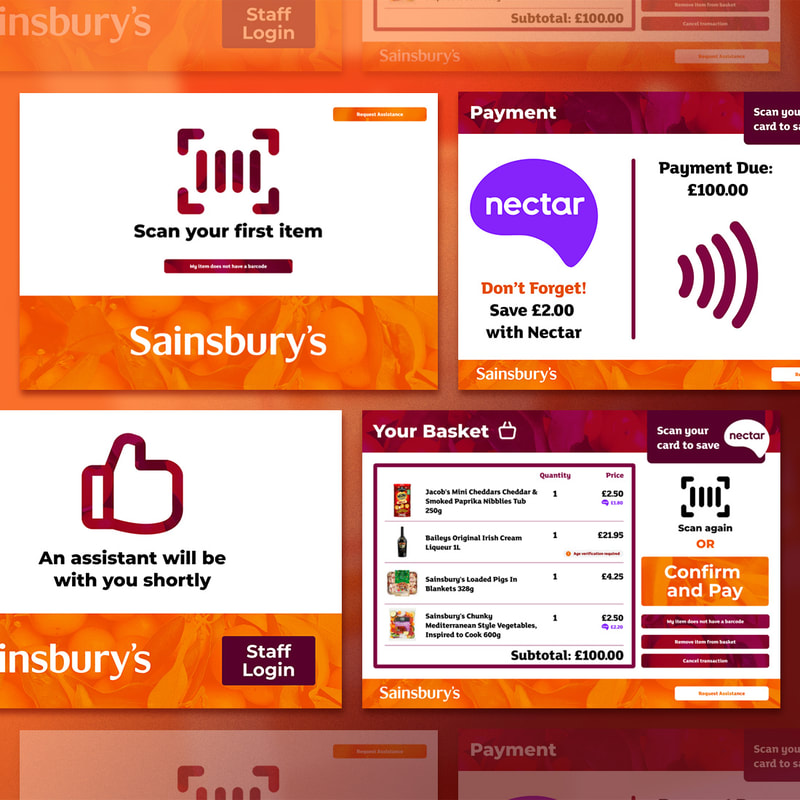 insbury's
Staff
Login
Subtotal: £100.00
Remove item from basket
Cancel transaction
Sainsbury's
Request Assistance
Request Assistance
Scan your first item
My item does not have a barcode
Sainsbury's
Payment
Scan you
card to sa
nectar
Don't Forget!
Save £2.00
with Nectar
Payment Due:
£100.00
Sainsbury's
An assistant will be
with you shortly
insbury's
Staff
Login
Your Basket
Scan your
card to save
nectar
Quantity Price
Jacob's Mini Cheddars Cheddar & 1 £2.50
Smoked Paprika Nibblies Tub £1.80
250g
Baileys Original Irish Cream 1 £21.95
Liqueur 1L
Age verification required
Sainsbury's Loaded Pigs In 1 £4.25
Blankets 328g
Sainsbury's Chunky 1 £2.50
Mediterranean Style Vegetables, £2.20
Inspired to Cook 600g
Subtotal: £100.00
Scan again
OR
Confirm
and Pay
My item does not have a barcode
Remove item from basket
Cancel transaction
Sainsbury's
Request Assistance
Request Assistance
Payment
Scan you
card to sa